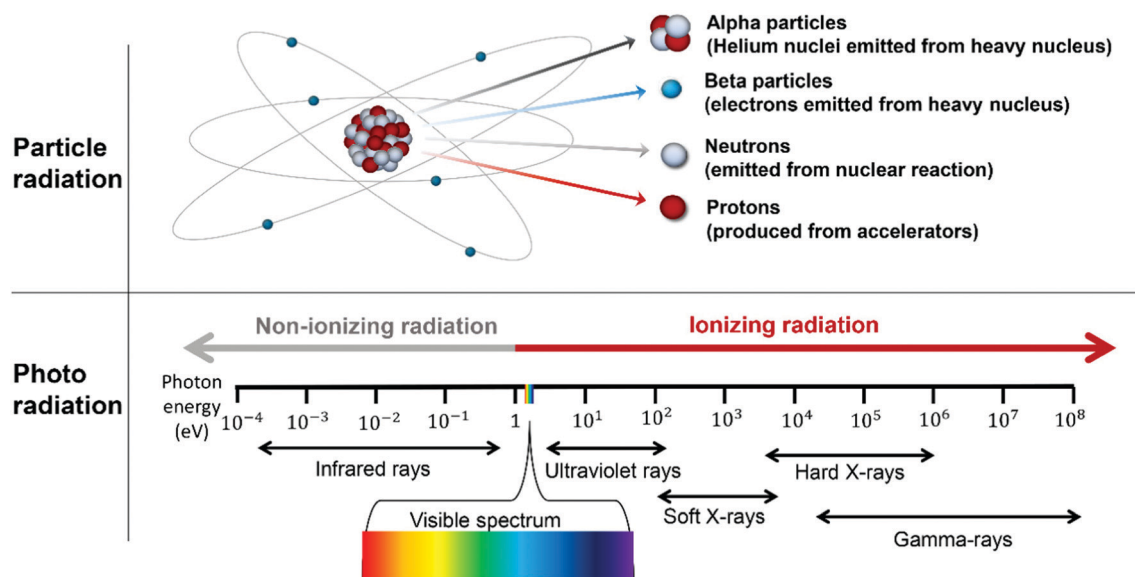 Particle
radiation
Alpha particles
(Helium nuclei emitted from heavy nucleus)
Beta particles
(electrons emitted from heavy nucleus)
Neutrons
(emitted from nuclear reaction)
Protons
(produced from accelerators)
Photo
radiation
Non-ionizing radiation
Ionizing radiation
Photon
energy
(eV)
10⁻⁴ 10⁻³ 10⁻² 10⁻¹ 1 10¹ 10² 10³ 10⁴ 10⁵ 10⁶ 10⁷ 10⁸
Infrared rays
Ultraviolet rays
Hard X-rays
Visible spectrum
Soft X-rays
Gamma-rays